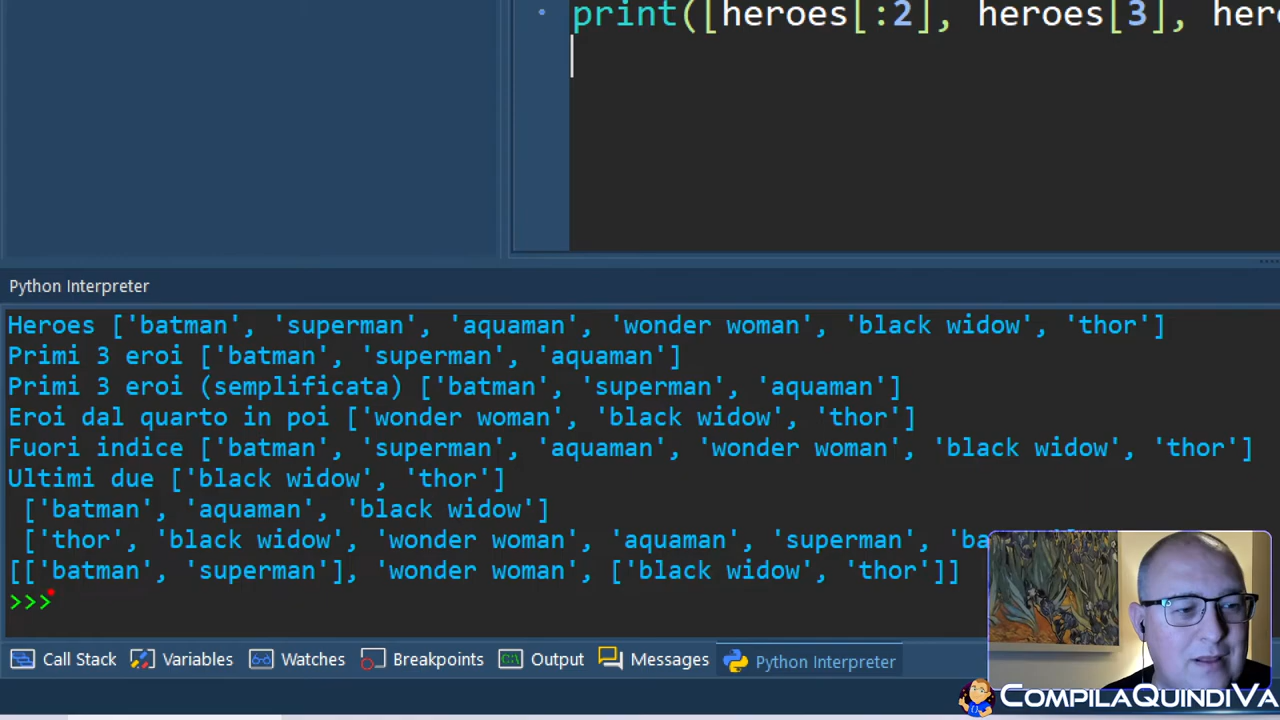 print([heroes[:2], heroes[3],
Python Interpreter
Heroes ['batman', 'superman', 'aquaman', 'wonder woman', 'black widow', 'thor']
Primi 3 eroi ['batman', 'superman', 'aquaman']
Primi 3 eroi (semplificata) ['batman', 'superman', 'aquaman']
Eroi dal quarto in poi ['wonder woman', 'black widow', 'thor']
Fuori indice ['batman', 'superman', 'aquaman', 'wonder woman', 'black widow', 'thor']
Ultimi due ['black widow', 'thor']
['batman', 'aquaman', 'black widow']
['thor', 'black widow', 'wonder woman', 'aquaman', 'superman',
[['batman', 'superman'], 'wonder woman', ['black widow', 'thor']]
>>>
Call Stack Variables Watches Breakpoints Output Messages Python Interpreter
CompilaQuindiVa